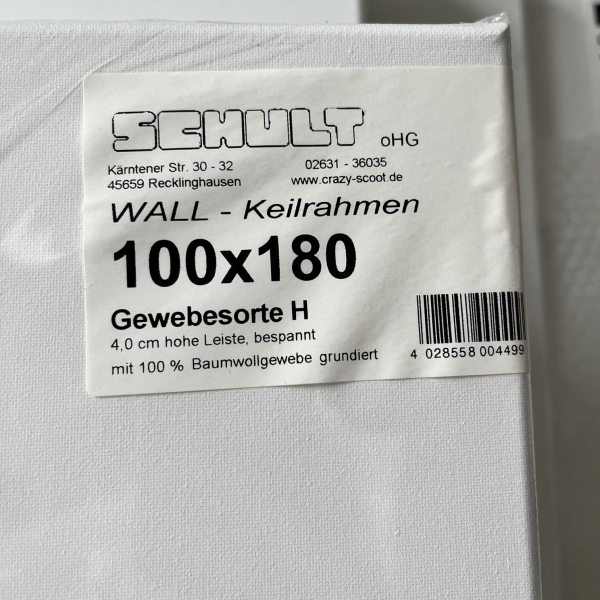 SCHULT oHG
Kärntener Str. 30 - 32 02631 - 36035
45659 Recklinghausen www.crazy-scoot.de
WALL - Keilrahmen
100x180
Gewebesorte H
4,0 cm hohe Leiste, bespannt
mit 100 % Baumwollgewebe grundiert
4 028558 004499